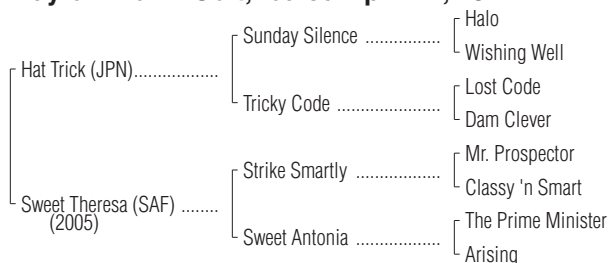 Halo
Sunday Silence ................
Wishing Well
Hat Trick (JPN)..................
Lost Code
Tricky Code ......................
Dam Clever
Mr. Prospector
Strike Smartly ..................
Classy 'n Smart
Sweet Theresa (SAF) ........
(2005)
The Prime Minister
Sweet Antonia ..................
Arising